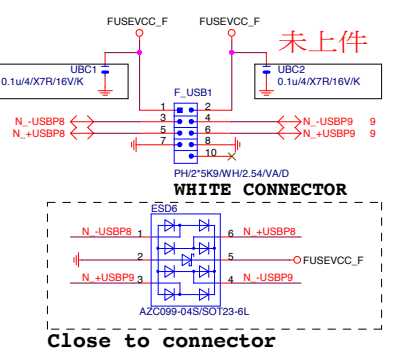 FUSEVCC_F FUSEVCC_F
未上件
UBC1 UBC2
0.1u/4/X7R/16V/K 0.1u/4/X7R/16V/K
F_USB1
1 2
N_-USBP8 3 4 N_-USBP9 9
N_+USBP8 5 6 N_+USBP9 9
7 8
10
PH/2*5K9/WH/2.54/VA/D
WHITE CONNECTOR
ESD6
N_-USBP8 1 6 N_+USBP8
2 5 FUSEVCC_F
N_+USBP9 3 4 N_-USBP9
AZC099-04S/SOT23-6L
Close to connector